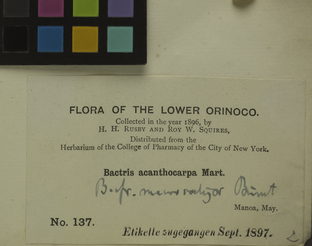 FLORA OF THE LOWER ORINOCO.
Collected in the year 1896, by
H. H. RUSBY AND ROY W. SQUIRES,
Distributed from the
Herbarium of the College of Pharmacy of the City of New York.
Bactris acanthocarpa Mart.
Manoa, May.
No. 137.
Etikette zugegangen Sept. 1897.
2